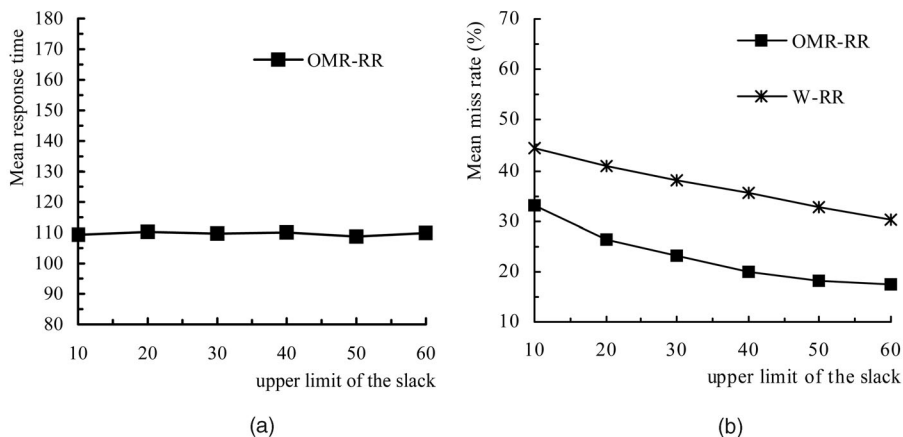 Mean response time
180
170
160
150
140
130
120
110
100
90
80
OMR-RR
10 20 30 40 50 60
upper limit of the slack
(a)
Mean miss rate (%)
70
60
50
40
30
20
10
OMR-RR
W-RR
10 20 30 40 50 60
upper limit of the slack
(b)